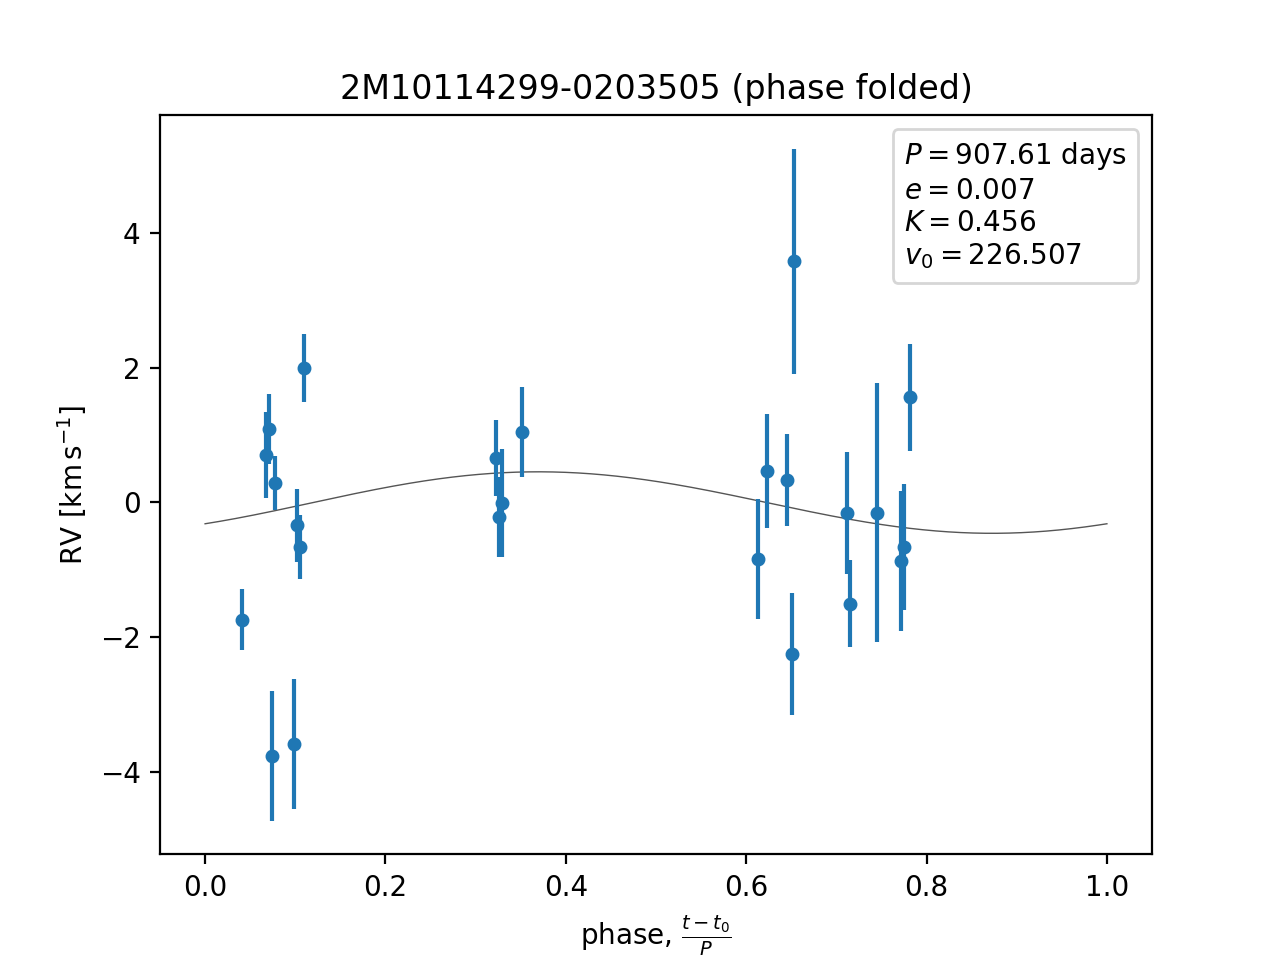 2M10114299-0203505 (phase folded)
P = 907.61 days
e = 0.007
K = 0.456
v₀ = 226.507
4
2
0
−2
−4
RV [km s⁻¹]
0.0 0.2 0.4 0.6 0.8 1.0
phase, (t − t₀)/P